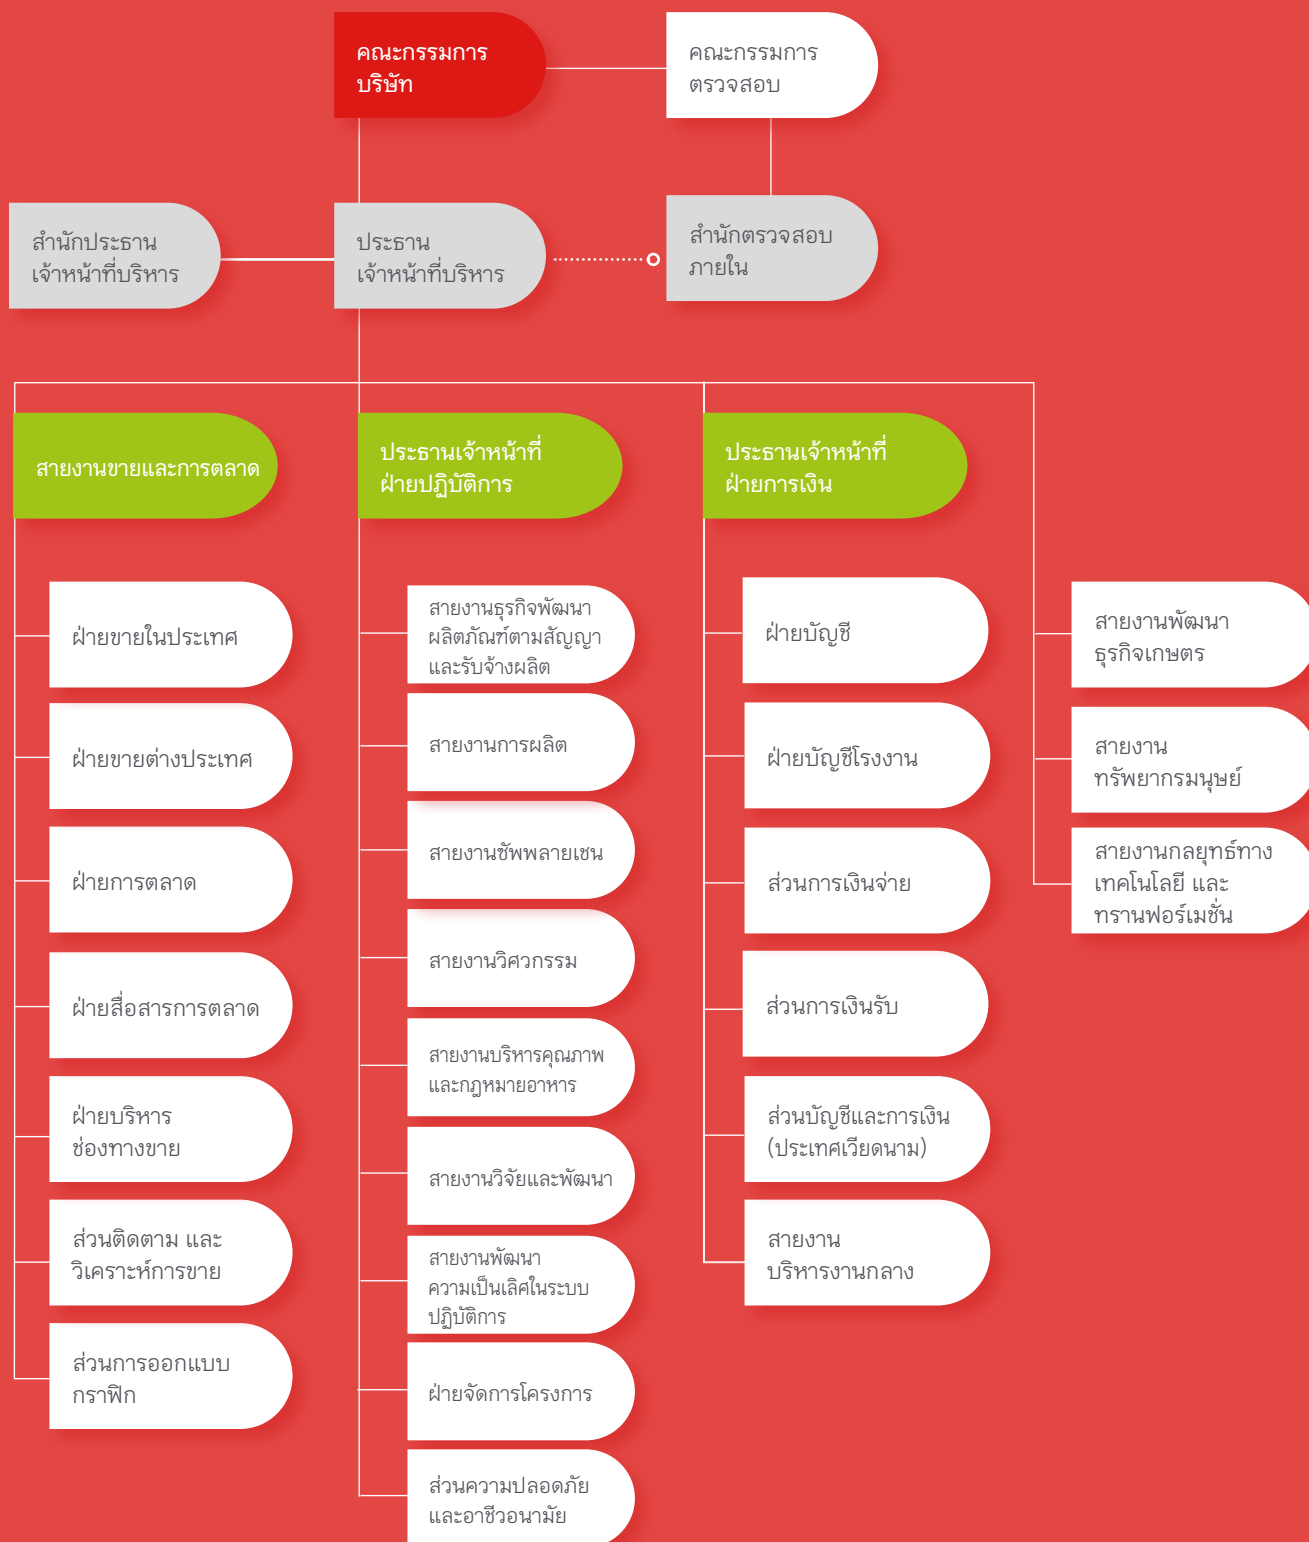 คณะกรรมการ
บริษัท
คณะกรรมการ
ตรวจสอบ
สำนักประธาน
เจ้าหน้าที่บริหาร
ประธาน
เจ้าหน้าที่บริหาร
สำนักตรวจสอบ
ภายใน
สายงานขายและการตลาด
ประธานเจ้าหน้าที่
ฝ่ายปฏิบัติการ
ประธานเจ้าหน้าที่
ฝ่ายการเงิน
ฝ่ายขายในประเทศ
ฝ่ายขายต่างประเทศ
ฝ่ายการตลาด
ฝ่ายสื่อสารการตลาด
ฝ่ายบริหาร
ช่องทางขาย
ส่วนติดตาม และ
วิเคราะห์การขาย
ส่วนการออกแบบ
กราฟิก
สายงานธุรกิจพัฒนา
ผลิตภัณฑ์ตามสัญญา
และรับจ้างผลิต
สายงานการผลิต
สายงานซัพพลายเชน
สายงานวิศวกรรม
สายงานบริหารคุณภาพ
และกฎหมายอาหาร
สายงานวิจัยและพัฒนา
สายงานพัฒนา
ความเป็นเลิศในระบบ
ปฏิบัติการ
ฝ่ายจัดการโครงการ
ส่วนความปลอดภัย
และอาชีวอนามัย
ฝ่ายบัญชี
ฝ่ายบัญชีโรงงาน
ส่วนการเงินจ่าย
ส่วนการเงินรับ
ส่วนบัญชีและการเงิน
(ประเทศเวียดนาม)
สายงาน
บริหารงานกลาง
สายงานพัฒนา
ธุรกิจเกษตร
สายงาน
ทรัพยากรมนุษย์
สายงานกลยุทธ์ทาง
เทคโนโลยี และ
ทรานฟอร์เมชั่น